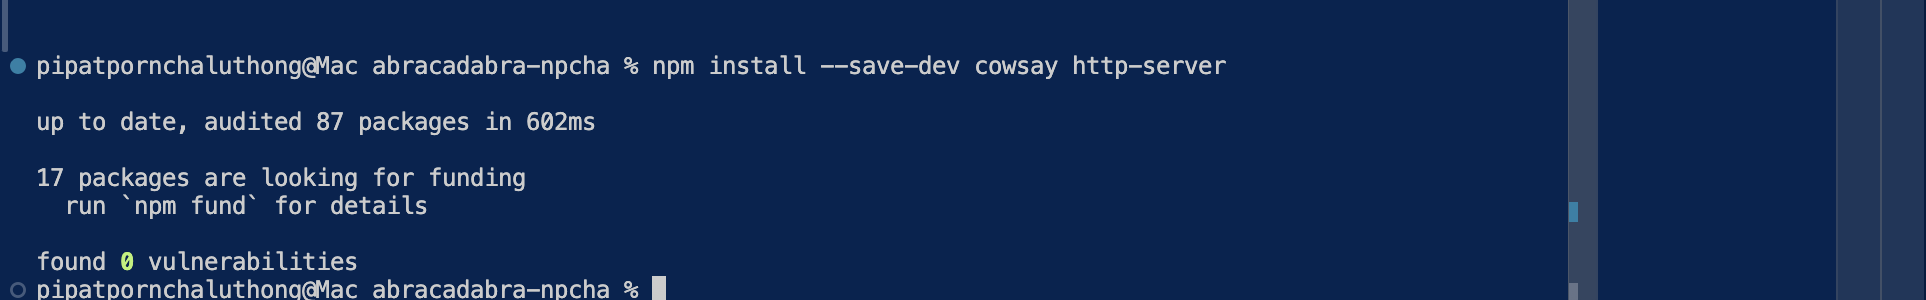 pipatpornchaluthong@Mac abracadabra-npcha % npm install --save-dev cowsay http-server
up to date, audited 87 packages in 602ms
17 packages are looking for funding
run `npm fund` for details
found 0 vulnerabilities
pipatpornchaluthong@Mac abracadabra-npcha %